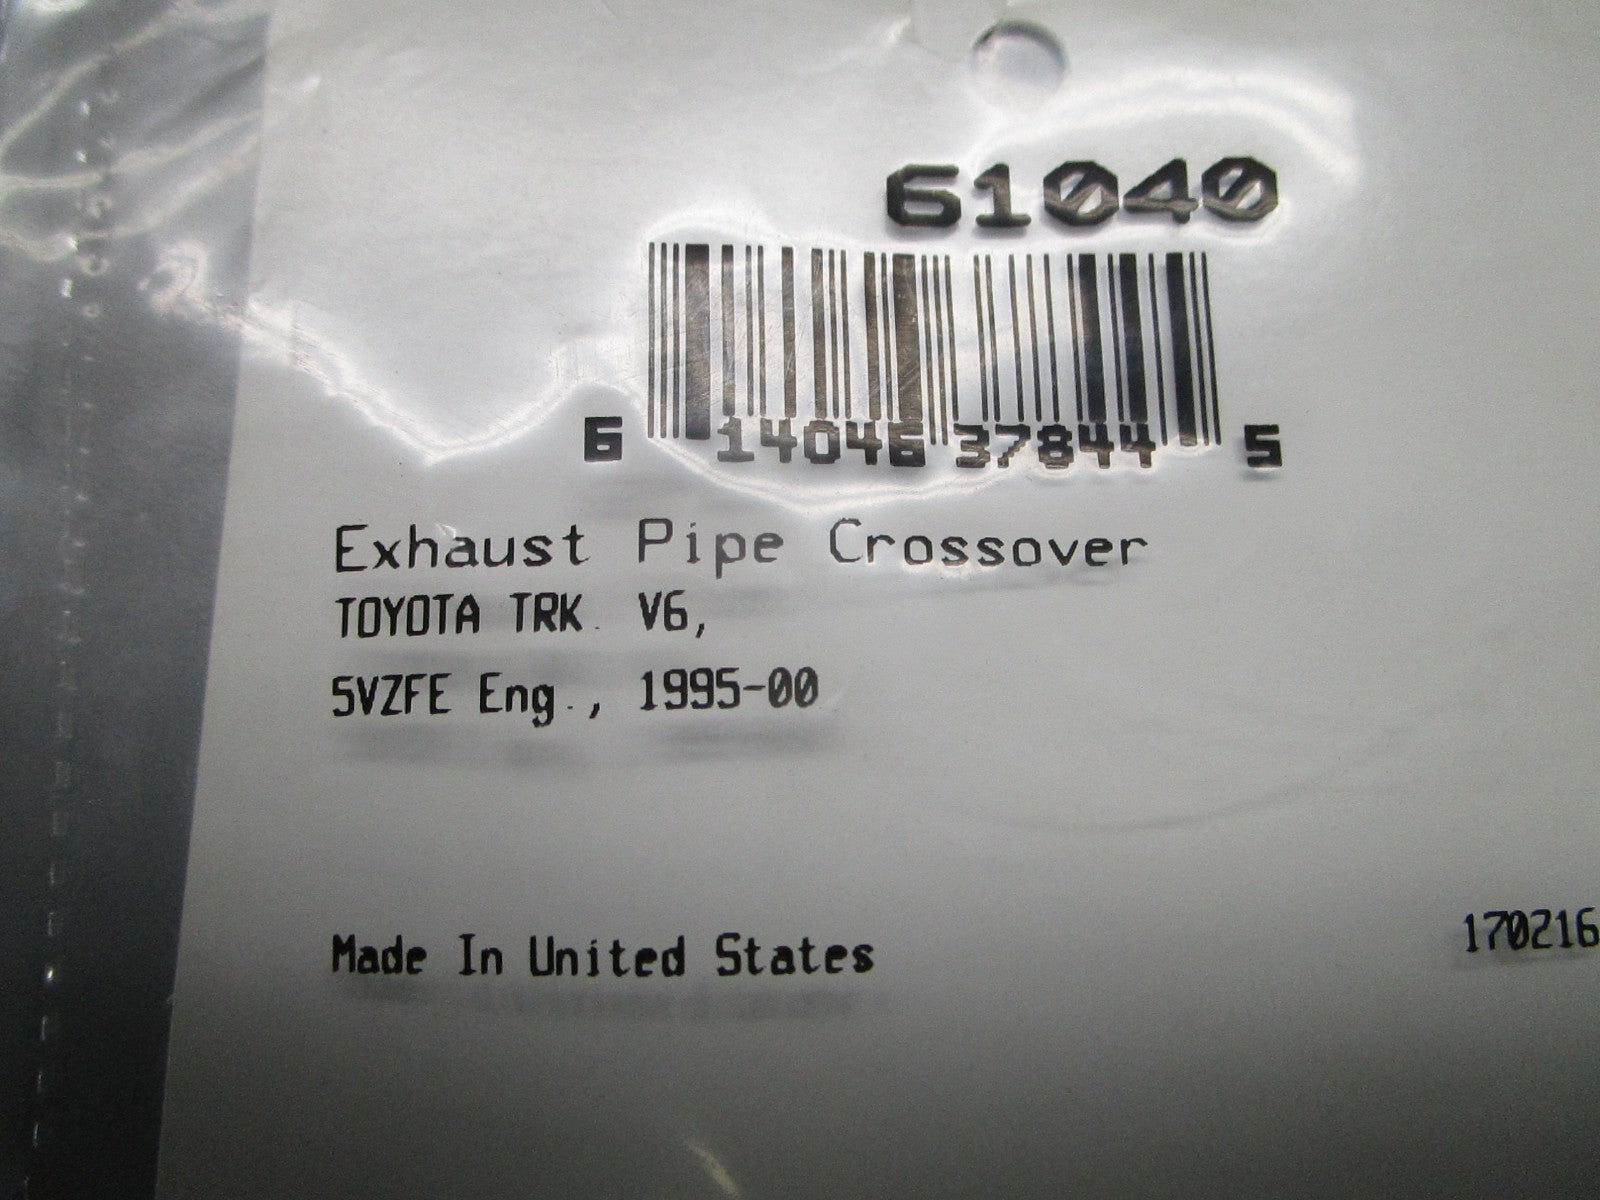 61040
6 14046 37844 5
Exhaust Pipe Crossover
TOYOTA TRK. V6,
5VZFE Eng., 1995-00
Made In United States
170216